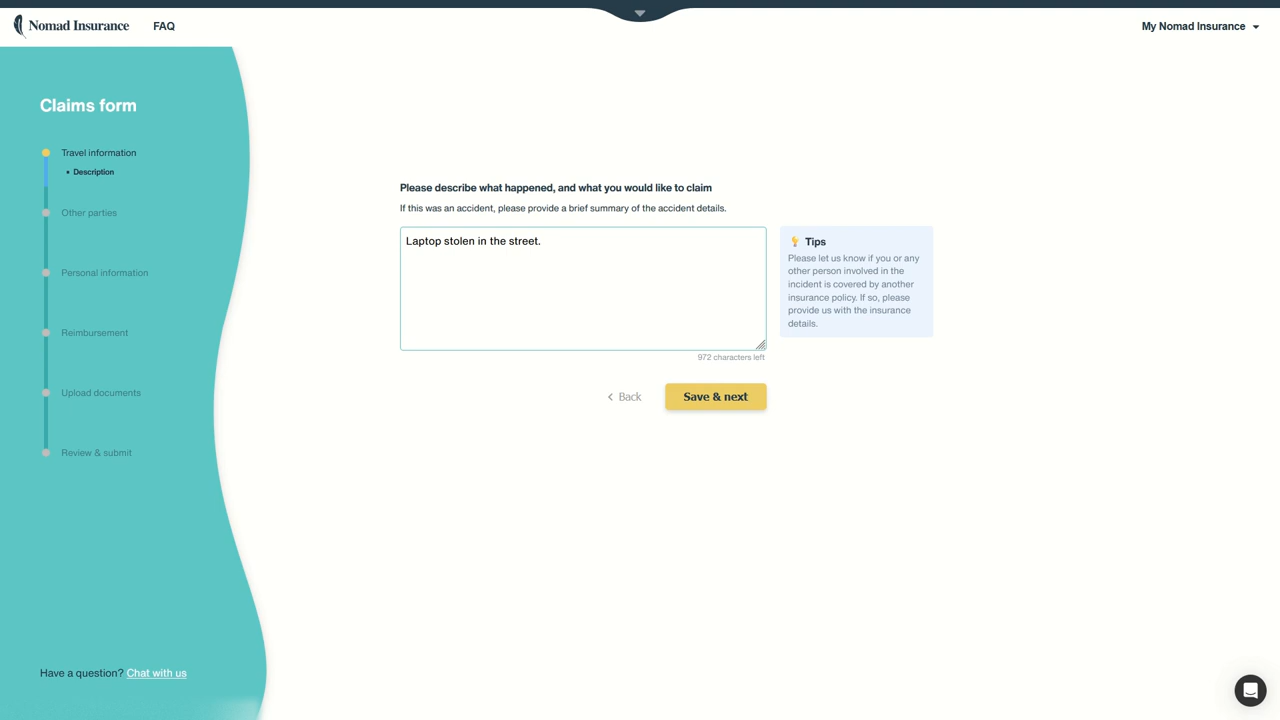 Nomad Insurance
FAQ
My Nomad Insurance
Claims form
Travel information
• Description
Other parties
Personal information
Reimbursement
Upload documents
Review & submit
Have a question? Chat with us
Please describe what happened, and what you would like to claim
If this was an accident, please provide a brief summary of the accident details.
Laptop stolen in the street.
972 characters left
Back
Save & next
Tips
Please let us know if you or any
other person involved in the
incident is covered by another
insurance policy. If so, please
provide us with the insurance
details.